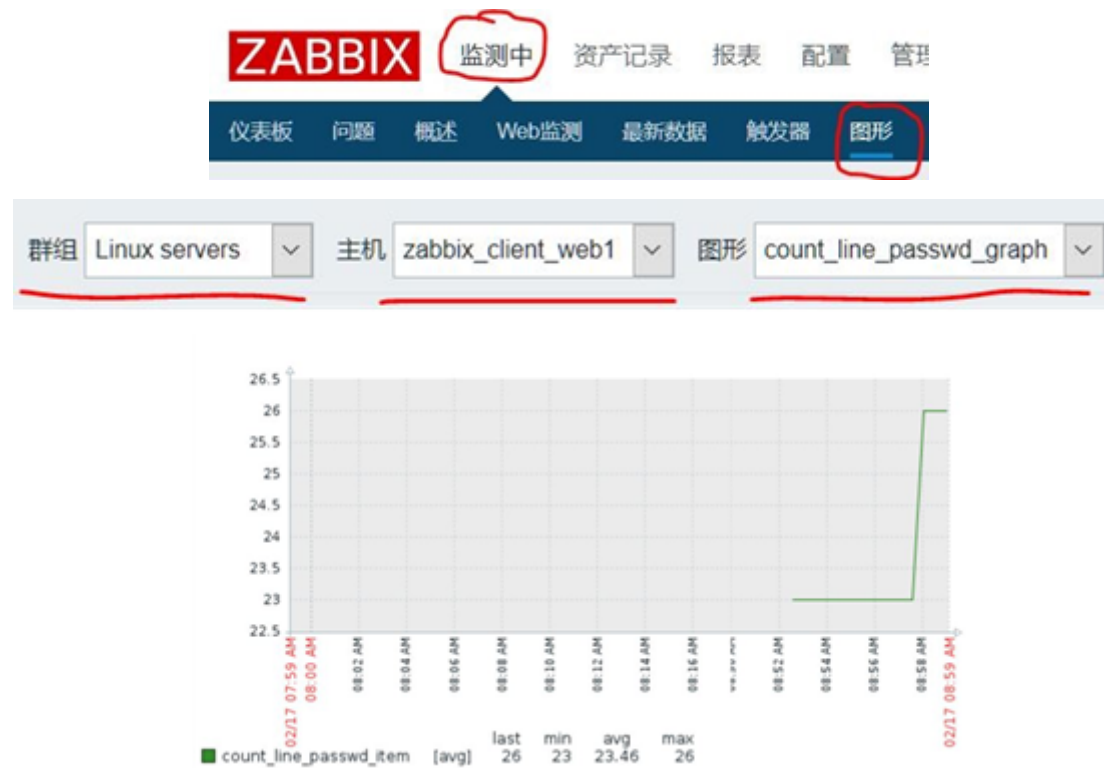 ZABBIX 监测中 资产记录 报表 配置
仪表板 问题 概述 Web监测 最新数据 触发器 图形
群组 Linux servers 主机 zabbix_client_web1 图形 count_line_passwd_graph
26.5
26
25.5
25
24.5
24
23.5
23
22.5
02/17 07:59 AM
08:00 AM
08:02 AM
08:04 AM
08:06 AM
08:08 AM
08:10 AM
08:12 AM
08:14 AM
08:16 AM
08:52 AM
08:54 AM
08:56 AM
08:58 AM
02/17 08:59 AM
last min avg max
count_line_passwd_item [avg] 26 23 23.46 26